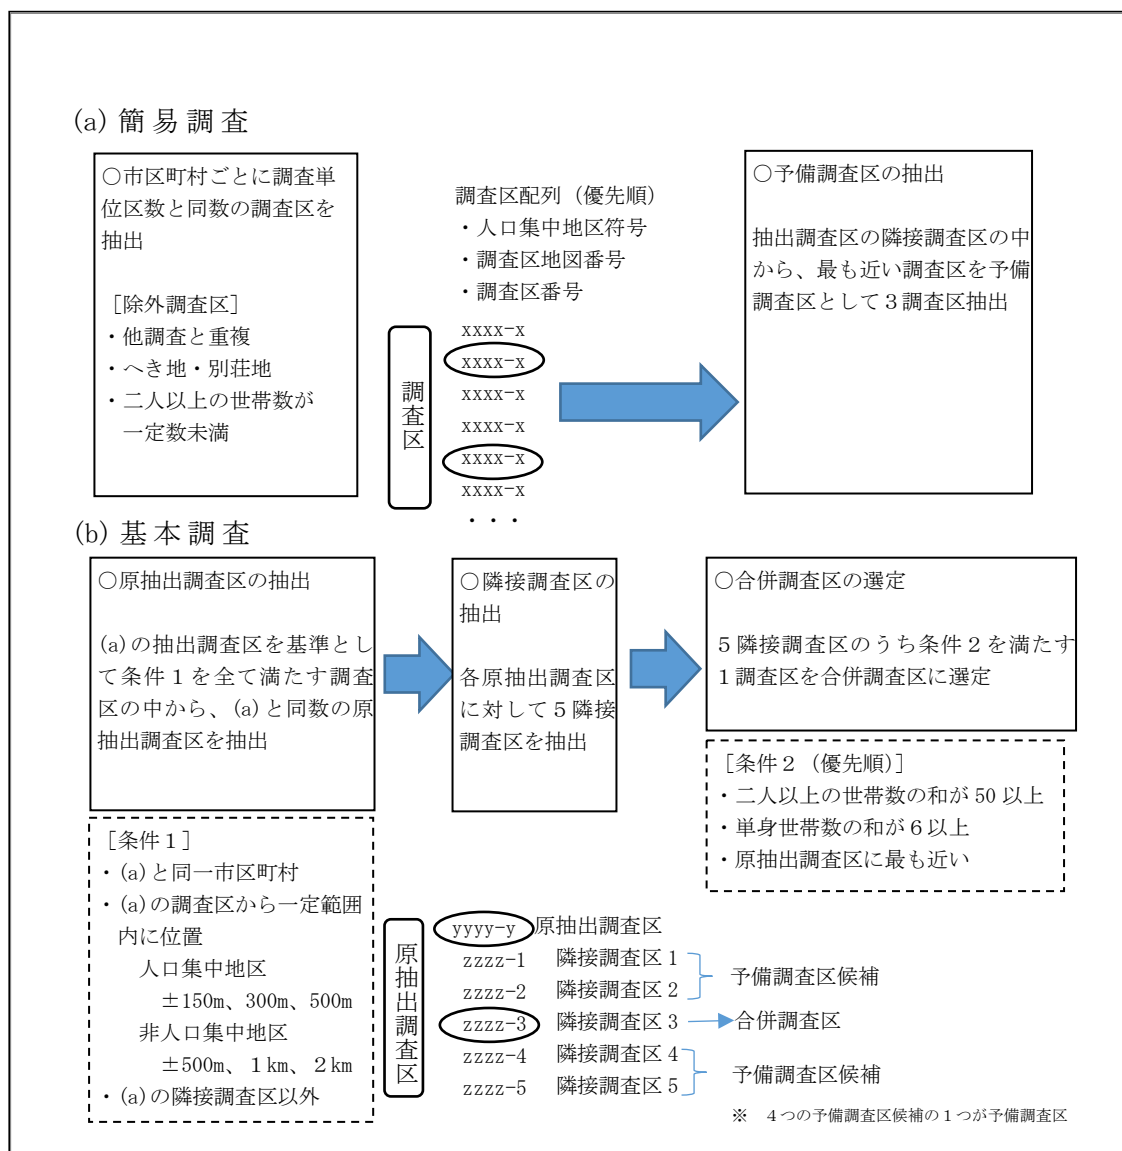 (a) 簡易調査
○市区町村ごとに調査単
位区数と同数の調査区を
抽出
［除外調査区］
・他調査と重複
・へき地・別荘地
・二人以上の世帯数が
一定数未満
調査区配列（優先順）
・人口集中地区符号
・調査区地図番号
・調査区番号
調査区
xxxx-x
xxxx-x
xxxx-x
xxxx-x
xxxx-x
xxxx-x
・・・
○予備調査区の抽出
抽出調査区の隣接調査区の中
から、最も近い調査区を予備
調査区として３調査区抽出
(b) 基本調査
○原抽出調査区の抽出
(a)の抽出調査区を基準とし
て条件１を全て満たす調査
区の中から、(a)と同数の原
抽出調査区を抽出
○隣接調査区の
抽出
各原抽出調査区
に対して５隣接
調査区を抽出
○合併調査区の選定
５隣接調査区のうち条件２を満たす
１調査区を合併調査区に選定
［条件２（優先順)］
・二人以上の世帯数の和が 50 以上
・単身世帯数の和が６以上
・原抽出調査区に最も近い
［条件１］
・(a)と同一市区町村
・(a)の調査区から一定範囲
内に位置
人口集中地区
±150m、300m、500m
非人口集中地区
±500m、１km、２km
・(a)の隣接調査区以外
原抽出調査区
yyyy-y 原抽出調査区
zzzz-1 隣接調査区１
zzzz-2 隣接調査区２
予備調査区候補
zzzz-3 隣接調査区３ 合併調査区
zzzz-4 隣接調査区４
zzzz-5 隣接調査区５
予備調査区候補
※　４つの予備調査区候補の１つが予備調査区